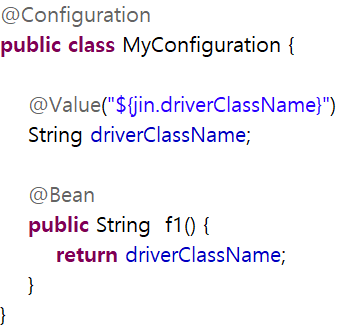 @Configuration
public class MyConfiguration {
@Value("${jin.driverClassName}")
String driverClassName;
@Bean
public String f1() {
return driverClassName;
}
}